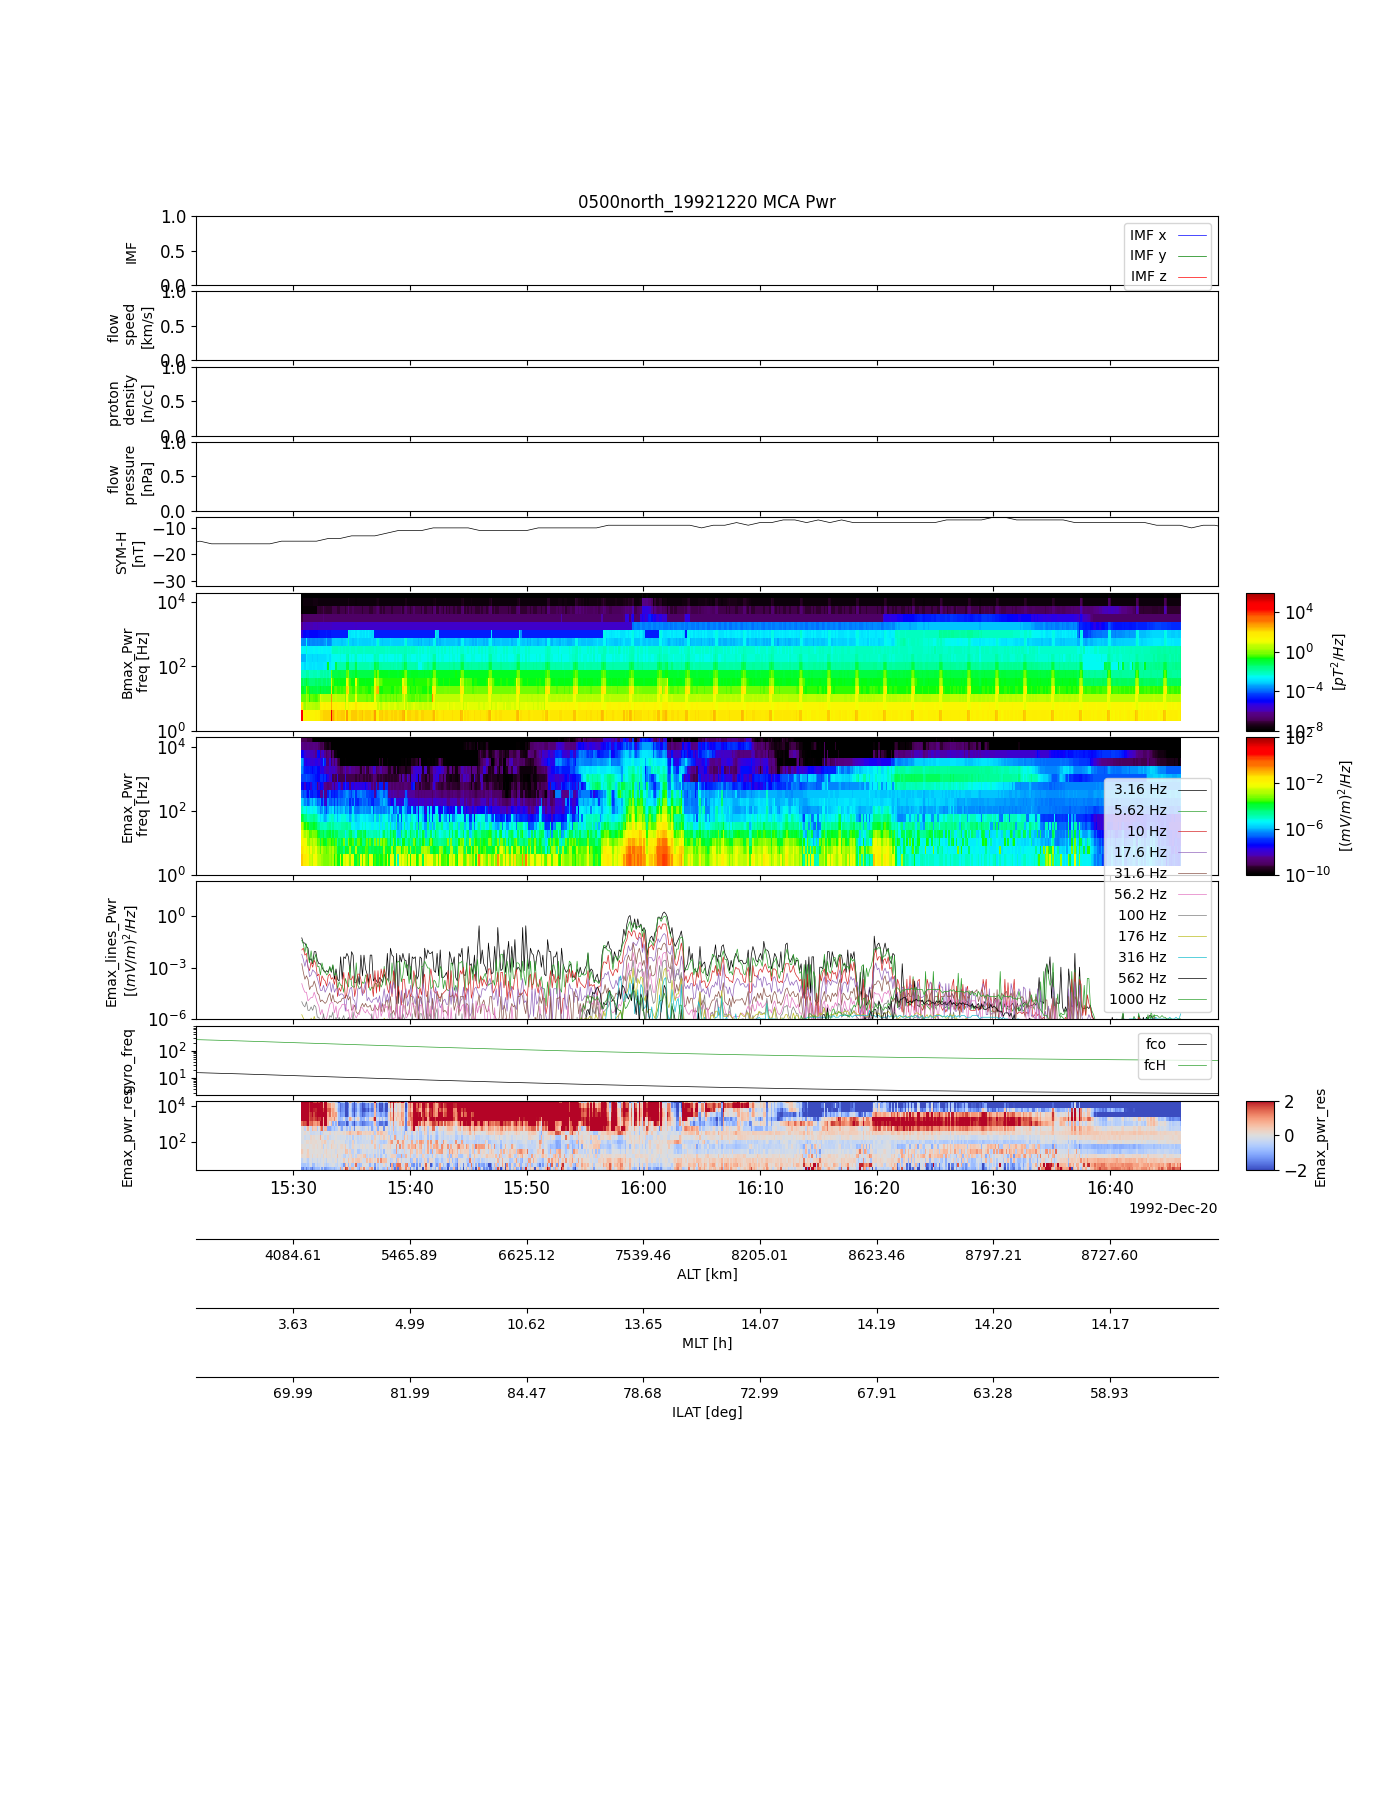 0500north_19921220 MCA Pwr
IMF
1.0
0.5
0.0
IMF x
IMF y
IMF z
flow
speed
[km/s]
1.0
0.5
0.0
proton
density
[n/cc]
1.0
0.5
0.0
flow
pressure
[nPa]
1.0
0.5
0.0
SYM-H
[nT]
−10
−20
−30
Bmax_Pwr
freq [Hz]
10^4
10^2
10^0
10^4
10^0
10^-4
10^-8
[pT^2/Hz]
Emax_Pwr
freq [Hz]
10^4
10^2
10^0
10^2
10^-2
10^-6
10^-10
[(mV/m)^2/Hz]
3.16 Hz
5.62 Hz
10 Hz
17.6 Hz
31.6 Hz
56.2 Hz
100 Hz
176 Hz
316 Hz
562 Hz
1000 Hz
Emax_lines_Pwr
[(mV/m)^2/Hz]
10^0
10^-3
10^-6
gyro_freq
10^2
10^1
fco
fcH
Emax_pwr_res
10^4
10^2
2
0
−2
Emax_pwr_res
15:30 15:40 15:50 16:00 16:10 16:20 16:30 16:40
1992-Dec-20
4084.61 5465.89 6625.12 7539.46 8205.01 8623.46 8797.21 8727.60
ALT [km]
3.63 4.99 10.62 13.65 14.07 14.19 14.20 14.17
MLT [h]
69.99 81.99 84.47 78.68 72.99 67.91 63.28 58.93
ILAT [deg]